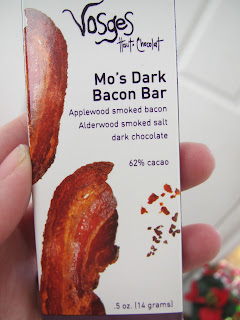 Vosges
Haut-Chocolat
Mo's Dark
Bacon Bar
Applewood smoked bacon
Alderwood smoked salt
dark chocolate
62% cacao
.5 oz. (14 grams)